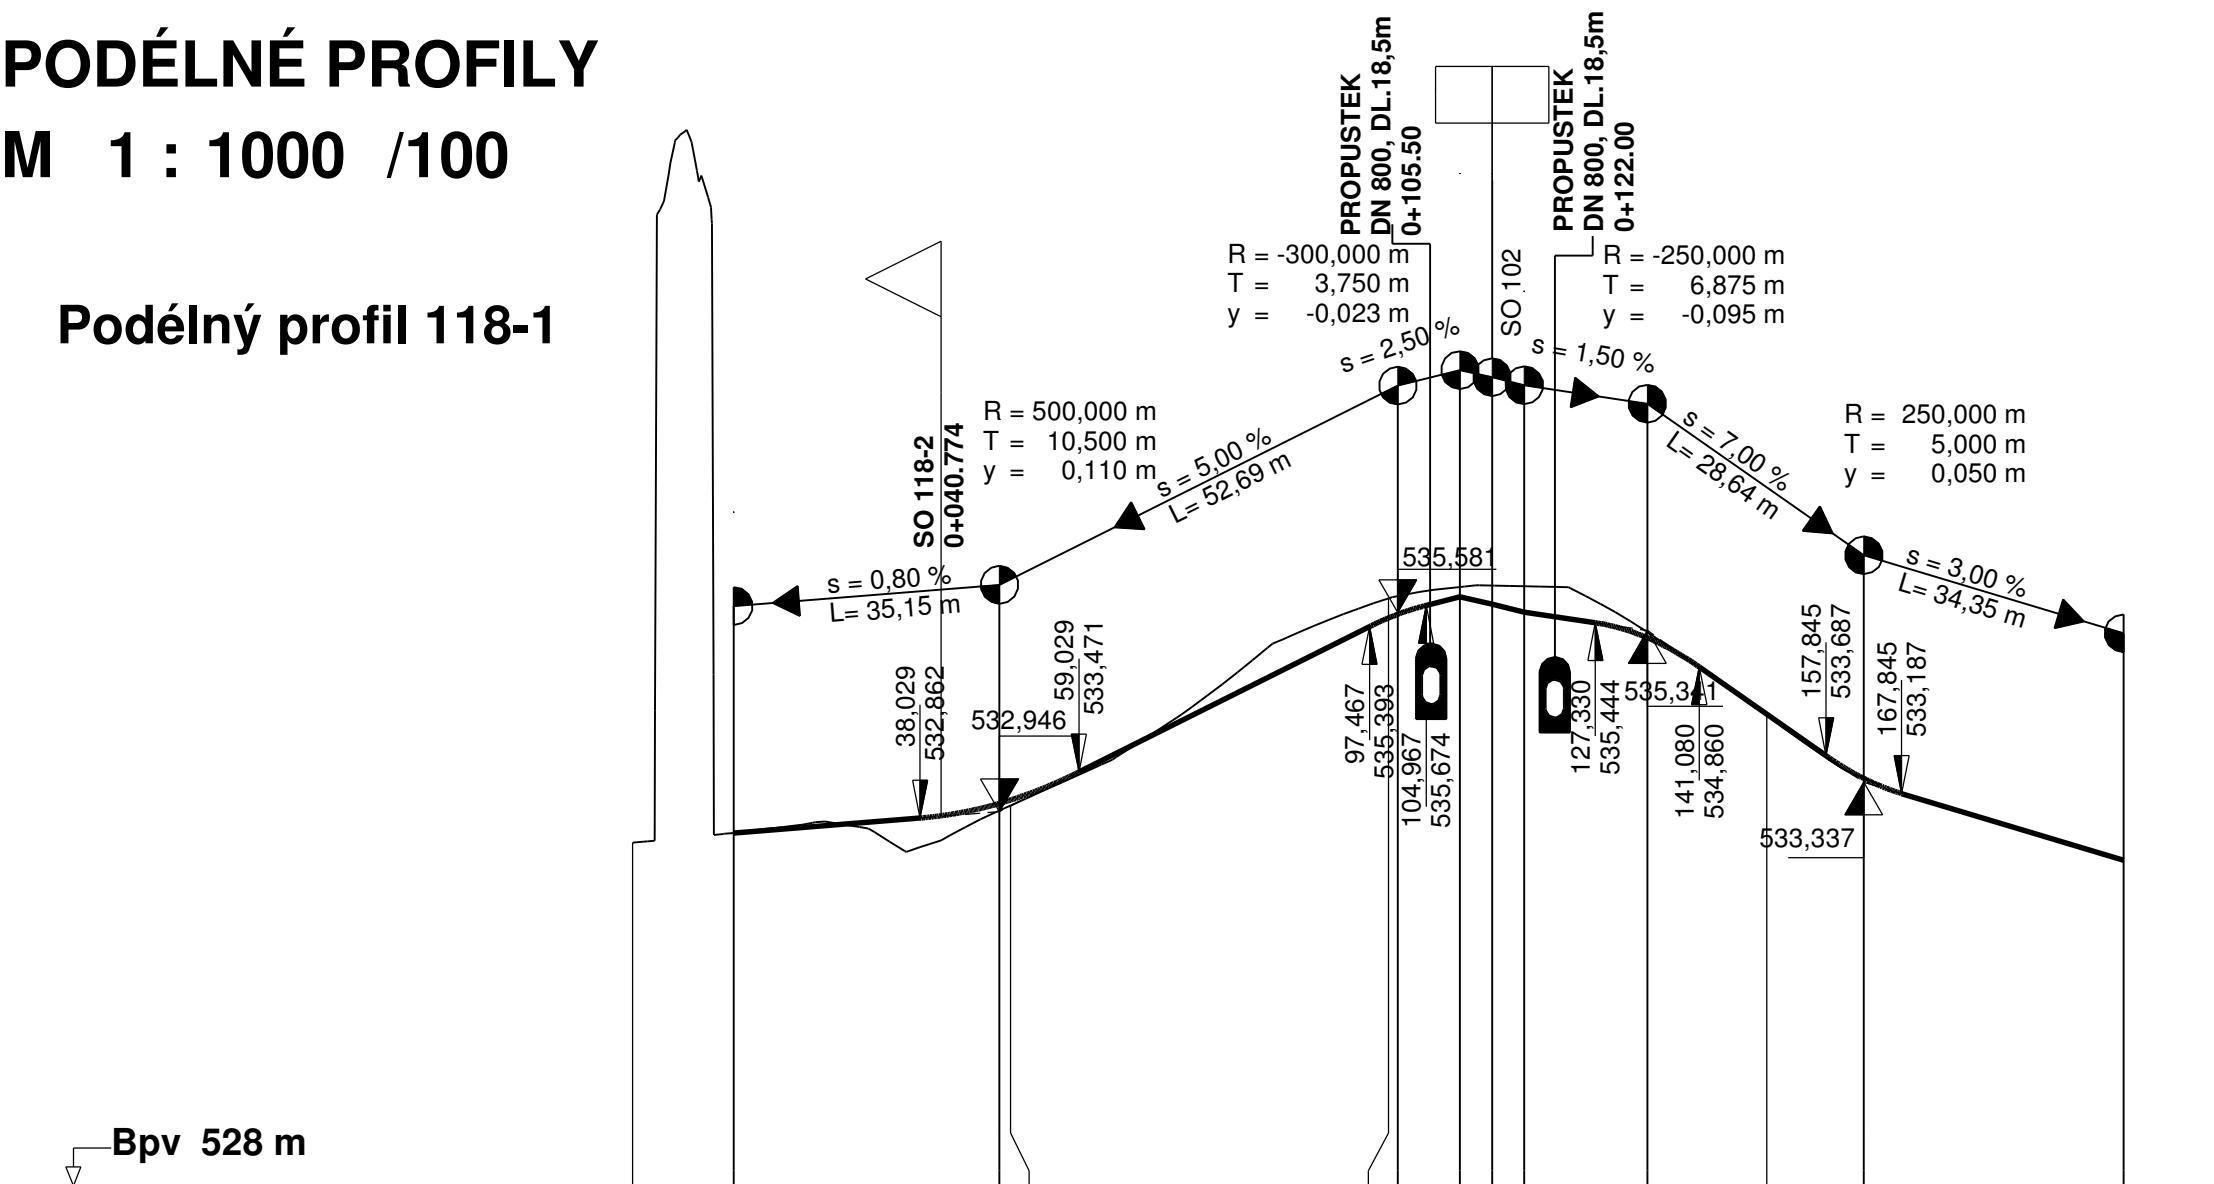 PODÉLNÉ PROFILY
M 1 : 1000 /100
Podélný profil 118-1
PROPUSTEK
DN 800, DL.18,5m
0+105.50
PROPUSTEK
DN 800, DL.18,5m
0+122.00
SO 102
R = -300,000 m
T = 3,750 m
y = -0,023 m
R = -250,000 m
T = 6,875 m
y = -0,095 m
s = 2,50 %
s = 1,50 %
R = 500,000 m
T = 10,500 m
y = 0,110 m
R = 250,000 m
T = 5,000 m
y = 0,050 m
SO 118-2
0+040.774
s = 5,00 %
L= 52,69 m
s = 7,00 %
L= 28,64 m
s = 0,80 %
L= 35,15 m
s = 3,00 %
L= 34,35 m
535,581
38,029
532,862
532,946
59,029
533,471
97,467
535,393
104,967
535,674
127,330
535,444
535,341
141,080
534,860
157,845
533,687
167,845
533,187
533,337
Bpv 528 m